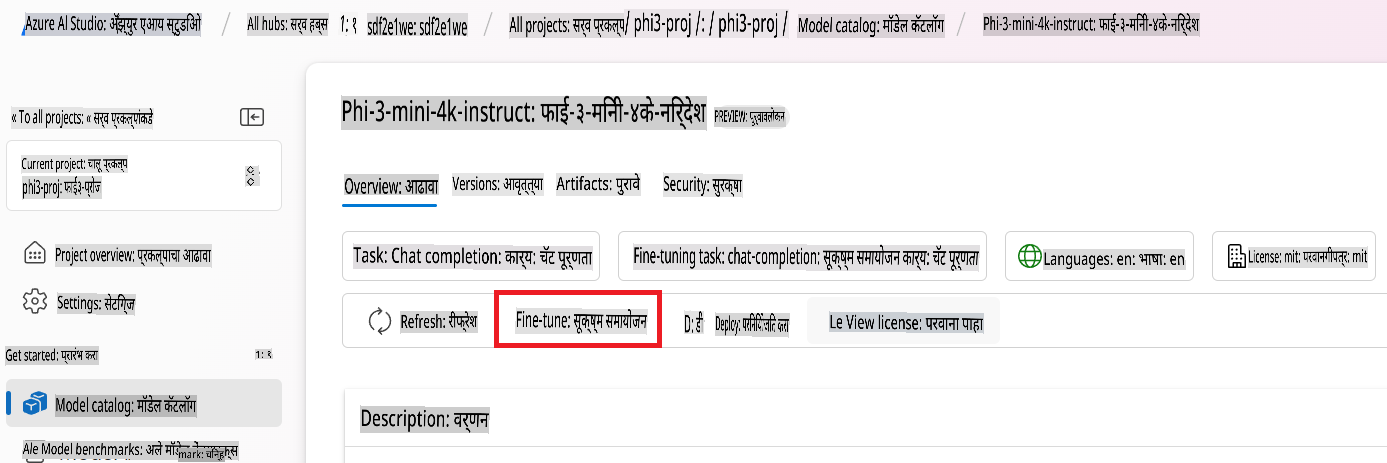 Azure AI Studio: ॲझ्युर एआय स्टुडिओ / All hubs: सर्व हब्स 1: १ sdf2e1we: sdf2e1we / All projects: सर्व प्रकल्प/ phi3-proj /: / phi3-proj / Model catalog: मॉडेल कॅटलॉग / Phi-3-mini-4k-instruct: फाई-३-मिनी-४के-निर्देश
« To all projects: « सर्व प्रकल्पांकडे
Current project: चालू प्रकल्प
phi3-proj: फाई३-प्रोज
Project overview: प्रकल्पाचा आढावा
Settings: सेटिंग्ज
Get started: प्रारंभ करा
Model catalog: मॉडेल कॅटलॉग
Ale Model benchmarks: अले मॉडेल
mark: चिन्ह
Phi-3-mini-4k-instruct: फाई-३-मिनी-४के-निर्देश PREVIEW: पूर्वावलोकन
Overview: आढावा Versions: आवृत्त्या Artifacts: पुरावे Security: सुरक्षा
Task: Chat completion: कार्य: चॅट पूर्णता Fine-tuning task: chat-completion: सूक्ष्म समायोजन कार्य: चॅट पूर्णता Languages: en: भाषा: en License: mit: परवानगीपत्र: mit
Refresh: रीफ्रेश Fine-tune: सूक्ष्म समायोजन D: डी Deploy: करा Le View license: परवाना पाहा
Description: वर्णन